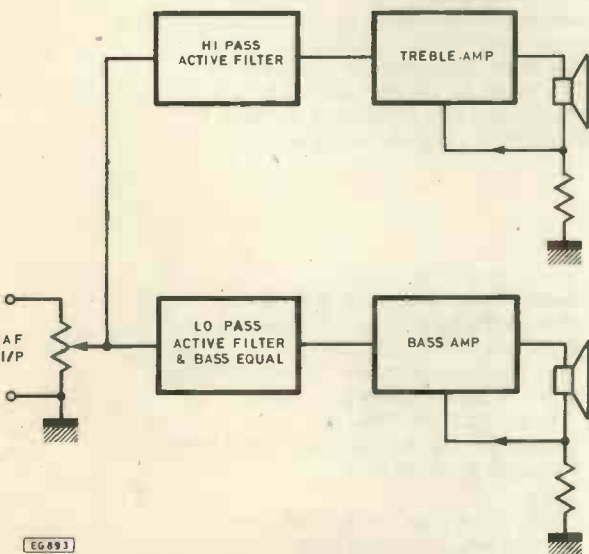 HI PASS
ACTIVE FILTER
TREBLE AMP
AF
I/P
LO PASS
ACTIVE FILTER
& BASS EQUAL
BASS AMP
EG893